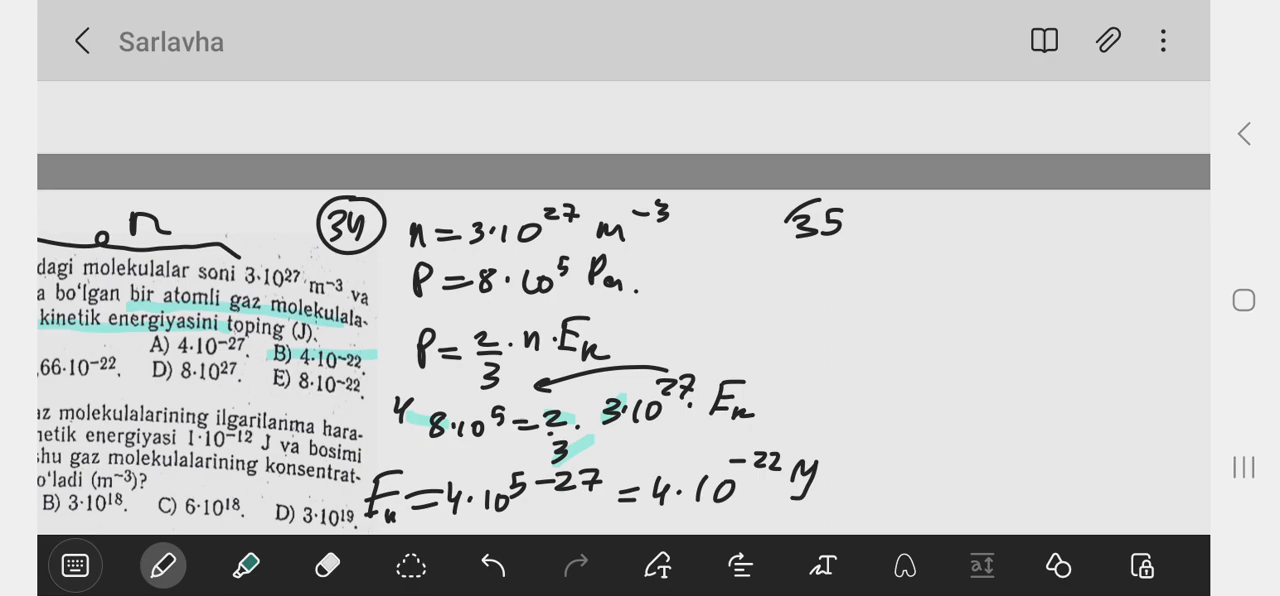 Sarlavha
n
dagi molekulalar soni 3·10²⁷ m⁻³ va
a bo'lgan bir atomli gaz molekulala-
kinetik energiyasini toping (J).
A) 4·10⁻²⁷. B) 4·10⁻²².
,66·10⁻²². D) 8·10²⁷. E) 8·10⁻²².
az molekulalarining ilgarilanma hara-
netik energiyasi 1·10⁻¹² J va bosimi
shu gaz molekulalarining konsentrat-
o'ladi (m⁻³)?
B) 3·10¹⁸. C) 6·10¹⁸. D) 3·10¹⁹.
34
n = 3·10²⁷ m⁻³
P = 8·10⁵ Pa.
P = 2/3 · n · Eₖ
4 8·10⁵ = 2/3 · 3·10²⁷ · Eₖ
Eₖ = 4·10⁵⁻²⁷ = 4·10⁻²² J
35